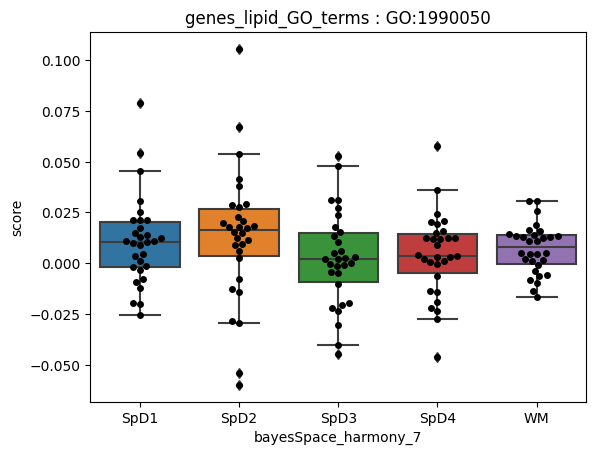 genes_lipid_GO_terms : GO:1990050
0.100
0.075
0.050
0.025
0.000
−0.025
−0.050
score
SpD1 SpD2 SpD3 SpD4 WM
bayesSpace_harmony_7